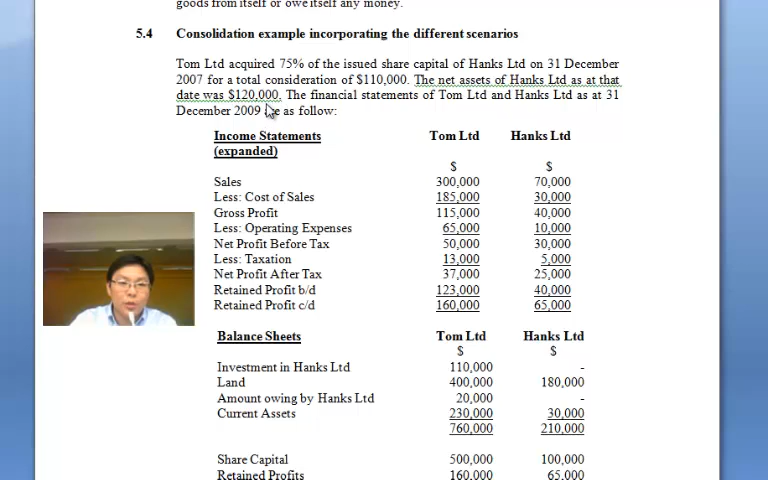 goods from itself or owe itself any money.
5.4 Consolidation example incorporating the different scenarios
Tom Ltd acquired 75% of the issued share capital of Hanks Ltd on 31 December
2007 for a total consideration of $110,000. The net assets of Hanks Ltd as at that
date was $120,000. The financial statements of Tom Ltd and Hanks Ltd as at 31
December 2009 as follow:
Income Statements Tom Ltd Hanks Ltd
(expanded)
$ $
Sales 300,000 70,000
Less: Cost of Sales 185,000 30,000
Gross Profit 115,000 40,000
Less: Operating Expenses 65,000 10,000
Net Profit Before Tax 50,000 30,000
Less: Taxation 13,000 5,000
Net Profit After Tax 37,000 25,000
Retained Profit b/d 123,000 40,000
Retained Profit c/d 160,000 65,000
Balance Sheets Tom Ltd Hanks Ltd
$ $
Investment in Hanks Ltd 110,000 -
Land 400,000 180,000
Amount owing by Hanks Ltd 20,000 -
Current Assets 230,000 30,000
760,000 210,000
Share Capital 500,000 100,000
Retained Profits 160,000 65,000